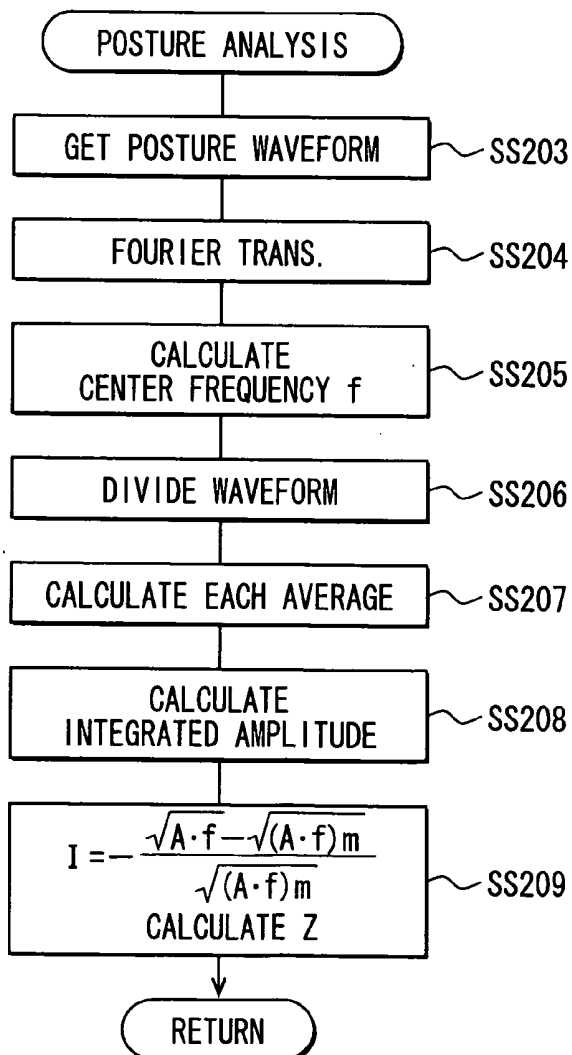 POSTURE ANALYSIS
GET POSTURE WAVEFORM
SS203
FOURIER TRANS.
SS204
CALCULATE
CENTER FREQUENCY f
SS205
DIVIDE WAVEFORM
SS206
CALCULATE EACH AVERAGE
SS207
CALCULATE
INTEGRATED AMPLITUDE
SS208
I=-(√(A·f)-√((A·f)m))/√((A·f)m)
CALCULATE Z
SS209
RETURN